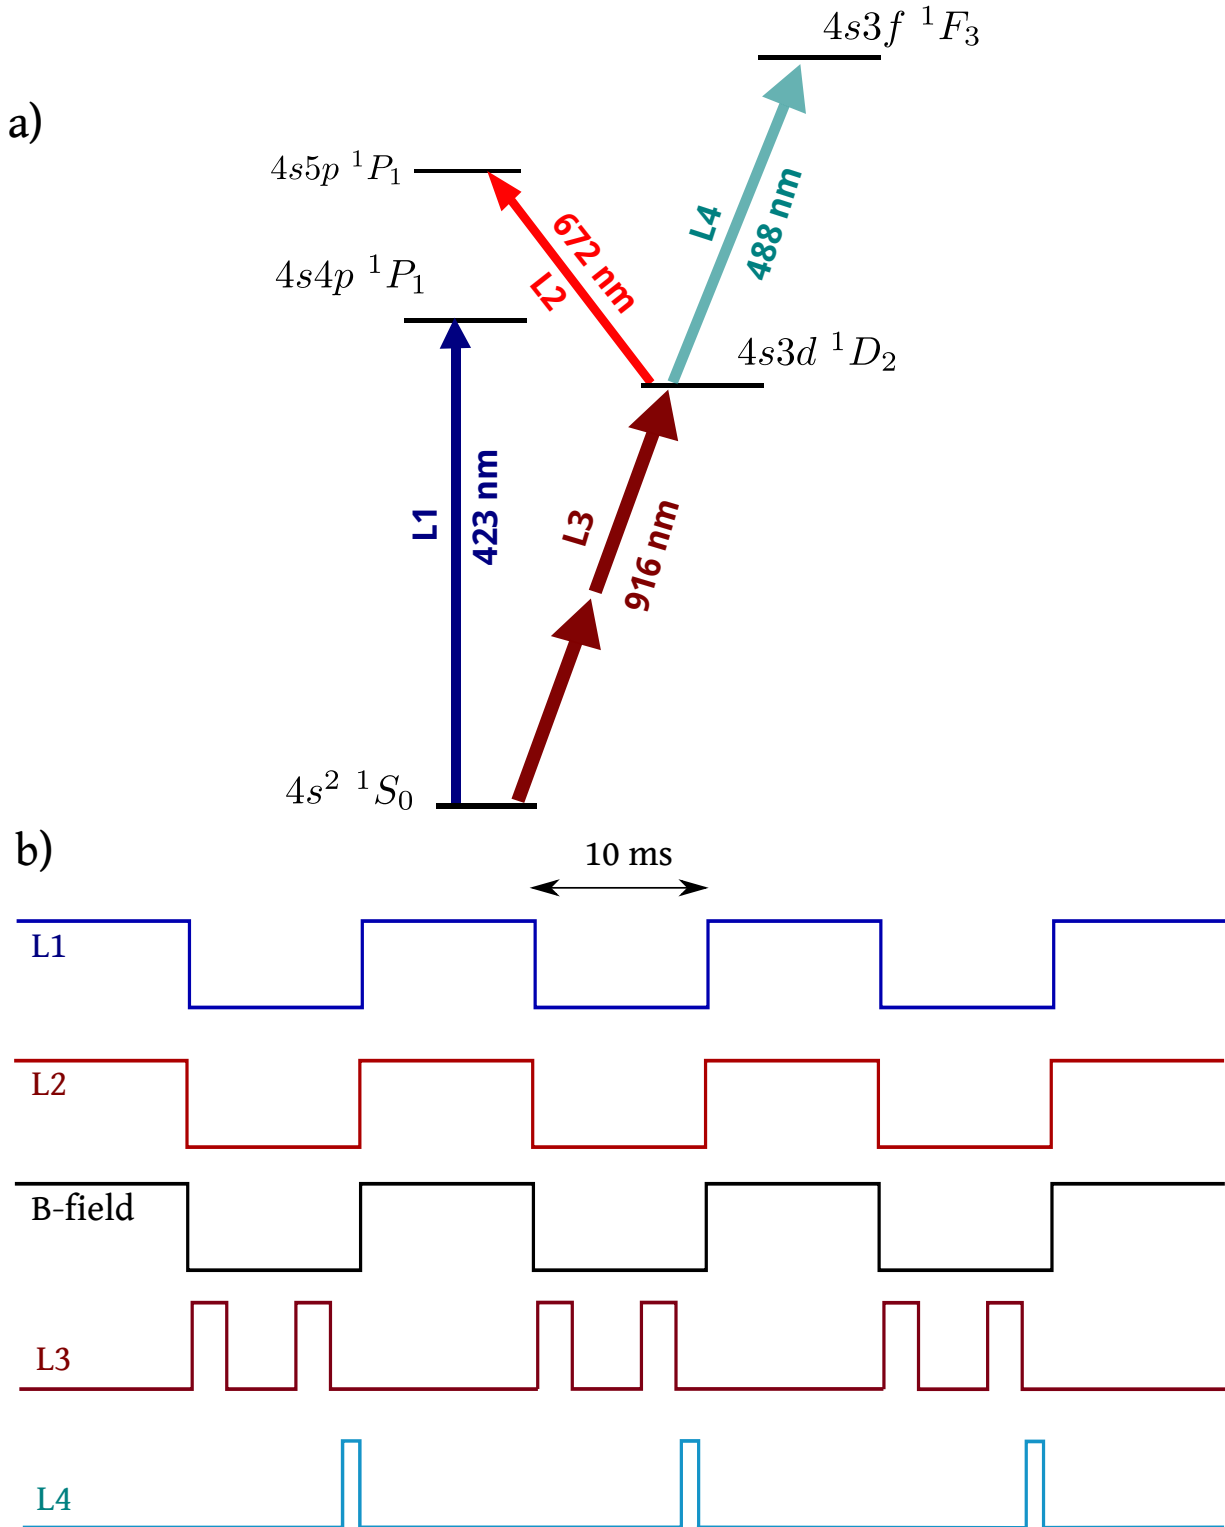 a)
4s3f ¹F₃
4s5p ¹P₁
4s4p ¹P₁
672 nm
L2
L4
488 nm
4s3d ¹D₂
L1
423 nm
L3
916 nm
4s² ¹S₀
b)
10 ms
L1
L2
B-field
L3
L4